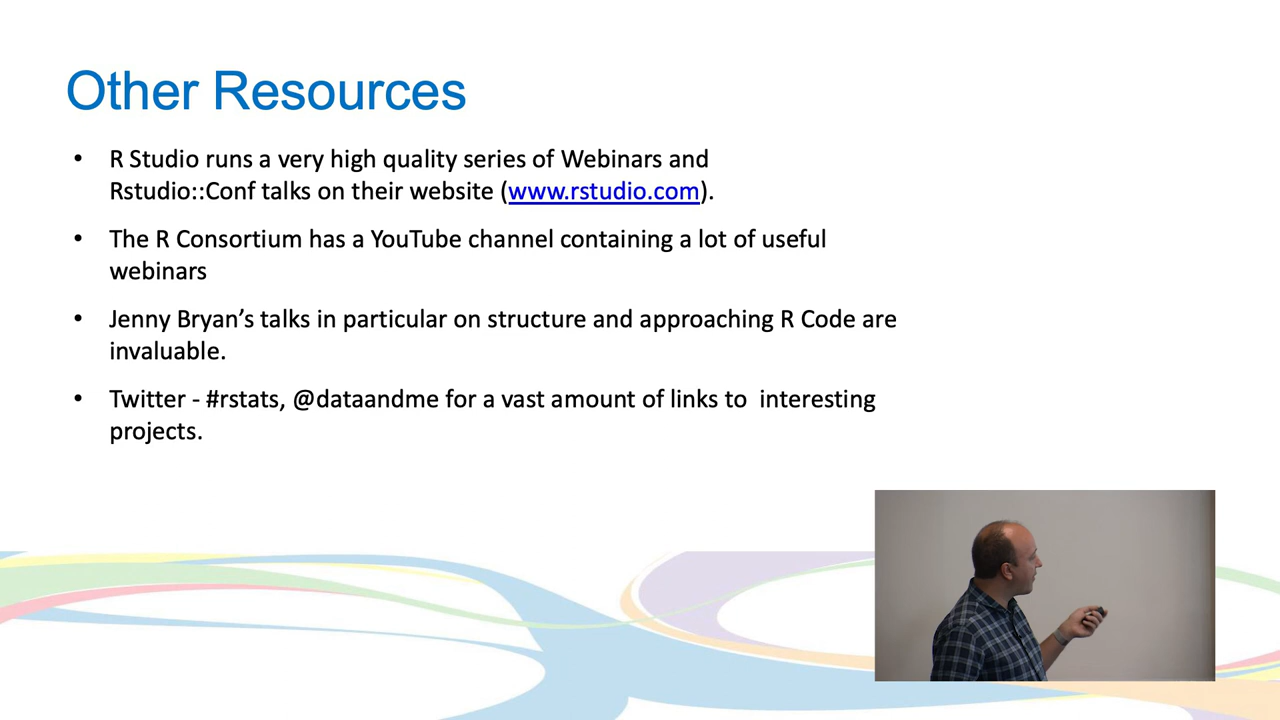 Other Resources
• R Studio runs a very high quality series of Webinars and
Rstudio::Conf talks on their website (www.rstudio.com).
• The R Consortium has a YouTube channel containing a lot of useful
webinars
• Jenny Bryan’s talks in particular on structure and approaching R Code are
invaluable.
• Twitter - #rstats, @dataandme for a vast amount of links to  interesting
projects.